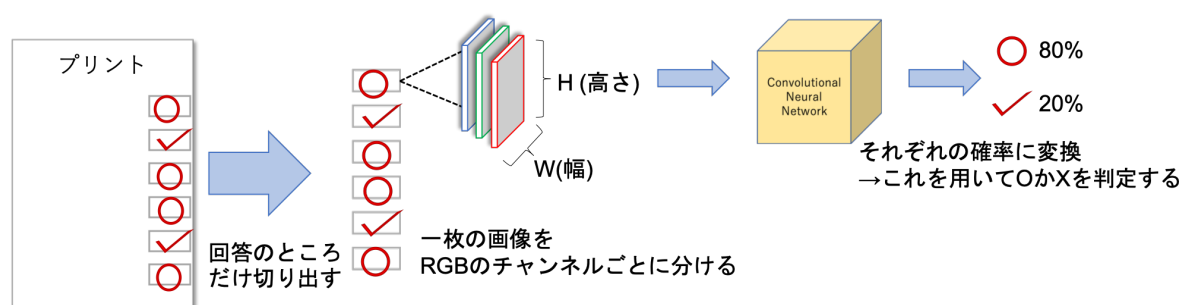 プリント
回答のところ
だけ切り出す
H (高さ)
W(幅)
一枚の画像を
RGBのチャンネルごとに分ける
Convolutional
Neural
Network
80%
20%
それぞれの確率に変換
→これを用いてOかXを判定する